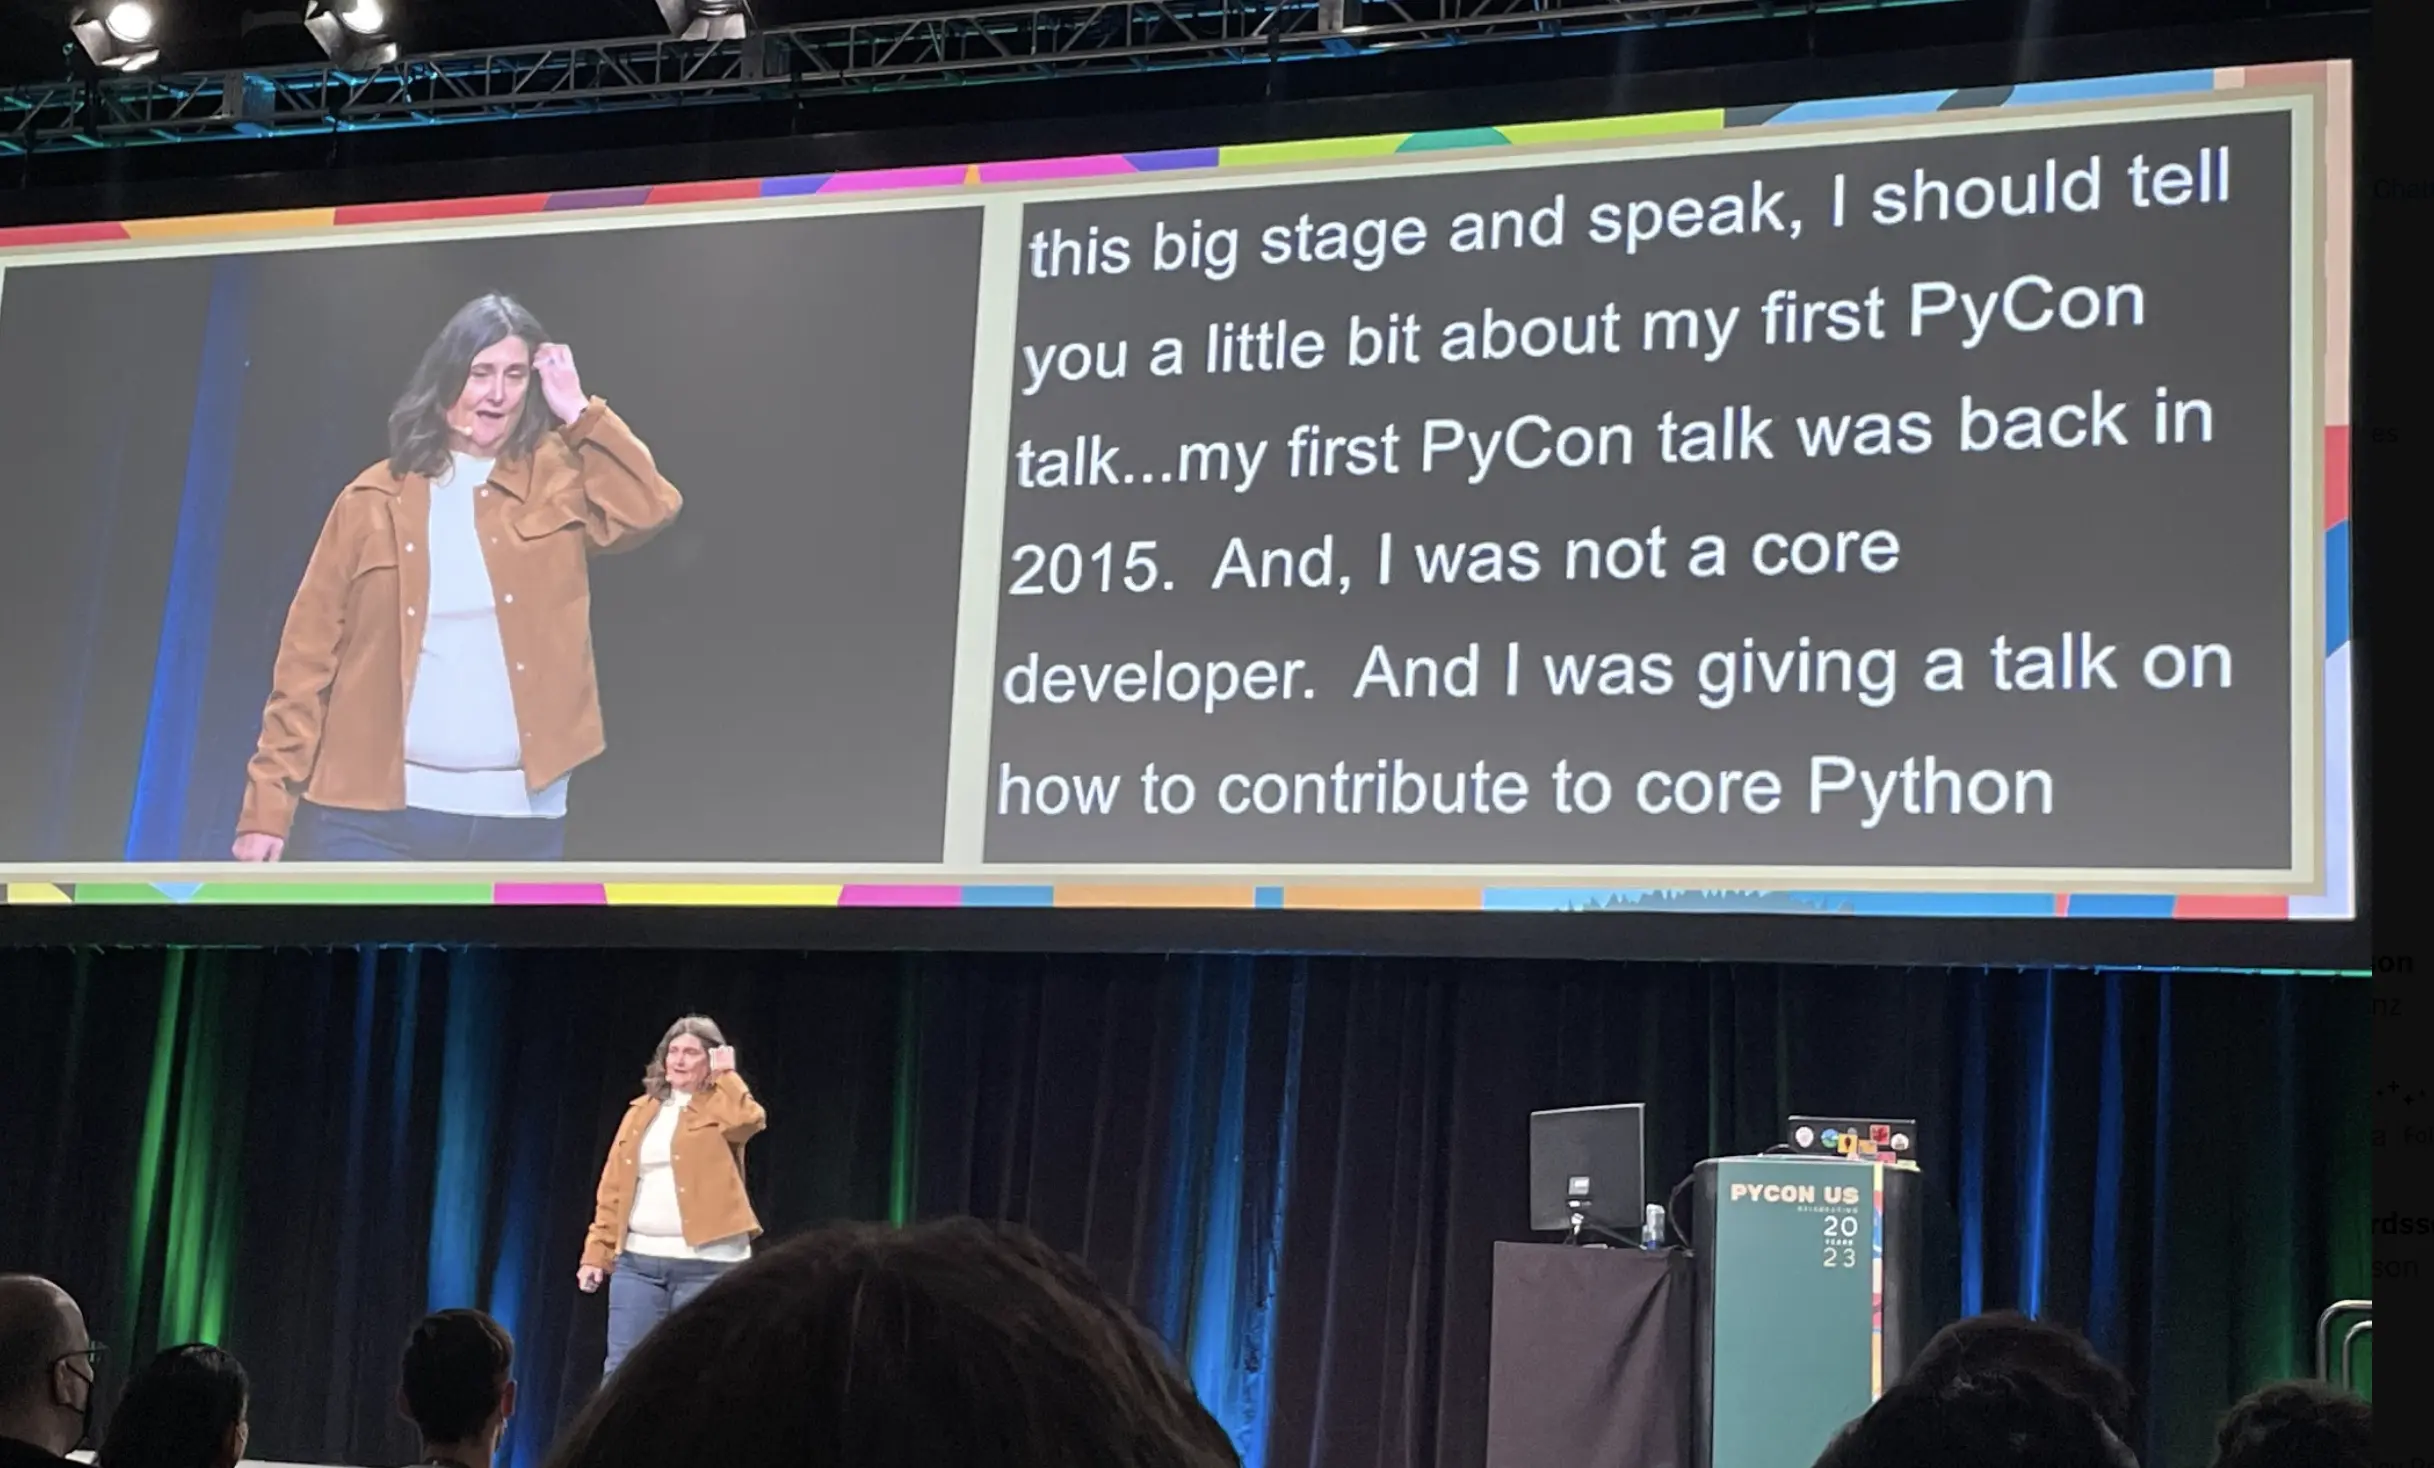 this big stage and speak, I should tell
you a little bit about my first PyCon
talk...my first PyCon talk was back in
2015.  And, I was not a core
developer.  And I was giving a talk on
how to contribute to core Python
PYCON US
20
YEARS
23